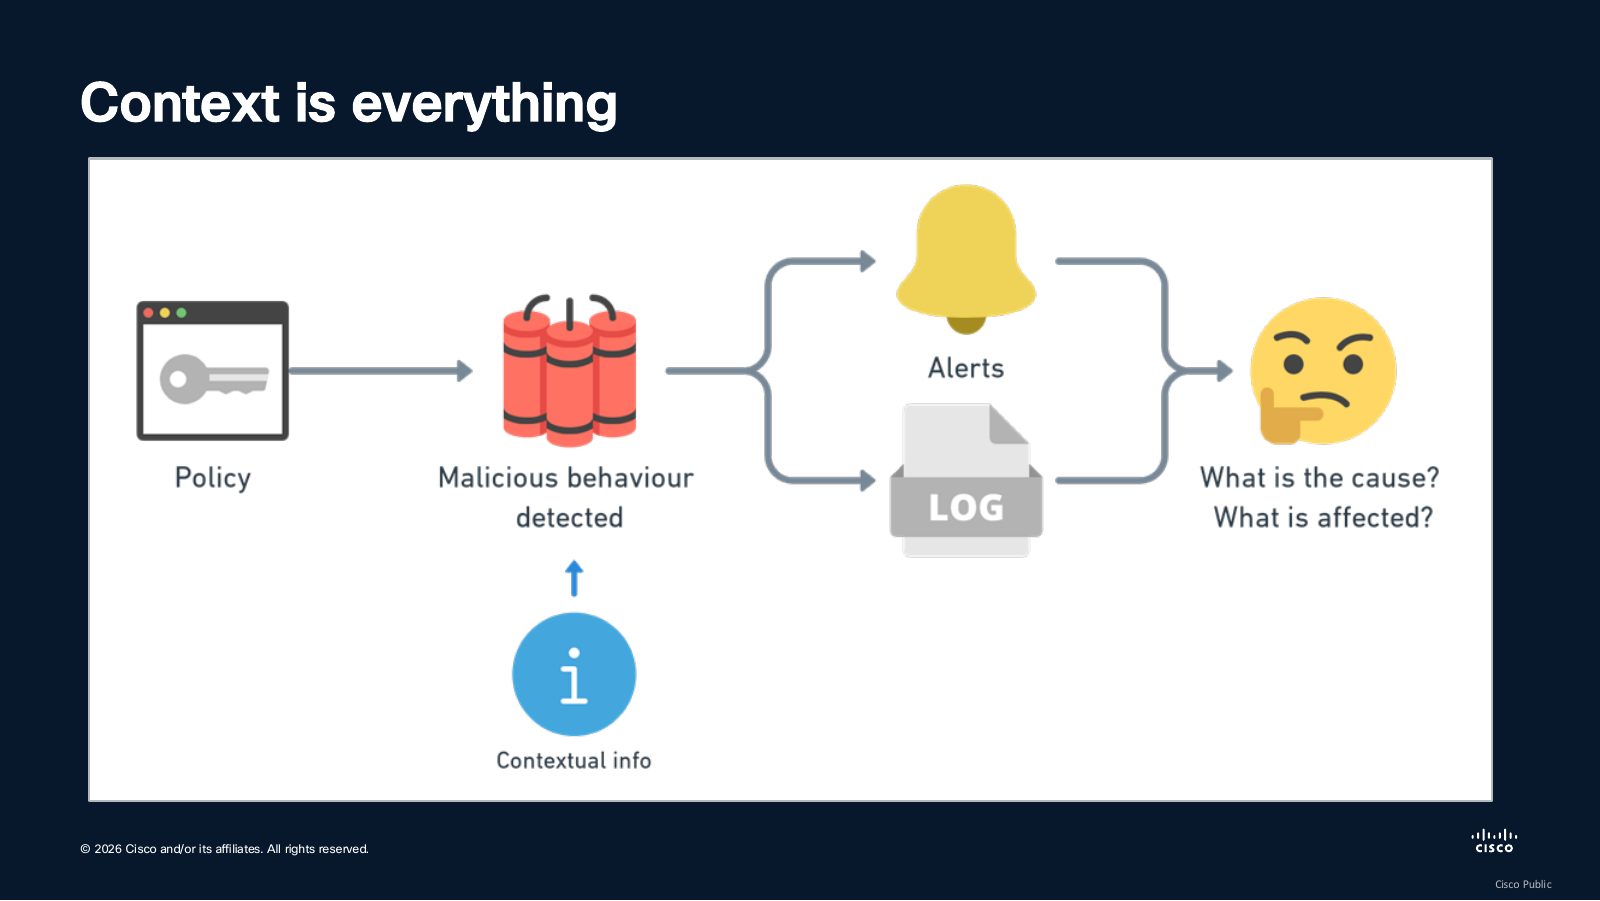 Context is everything
Policy
Malicious behaviour
detected
Alerts
LOG
What is the cause?
What is affected?
i
Contextual info
© 2026 Cisco and/or its affiliates. All rights reserved.
CISCO
Cisco Public